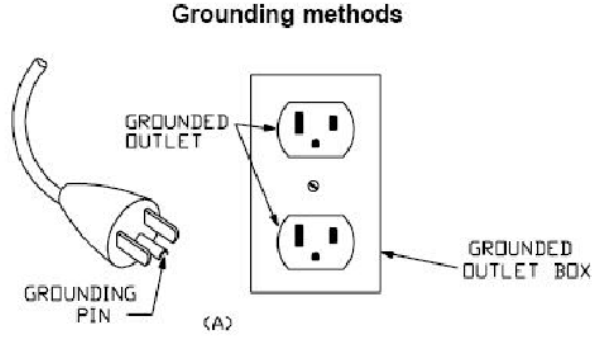 Grounding methods
GROUNDED
OUTLET
GROUNDED
OUTLET BOX
GROUNDING
PIN
(A)